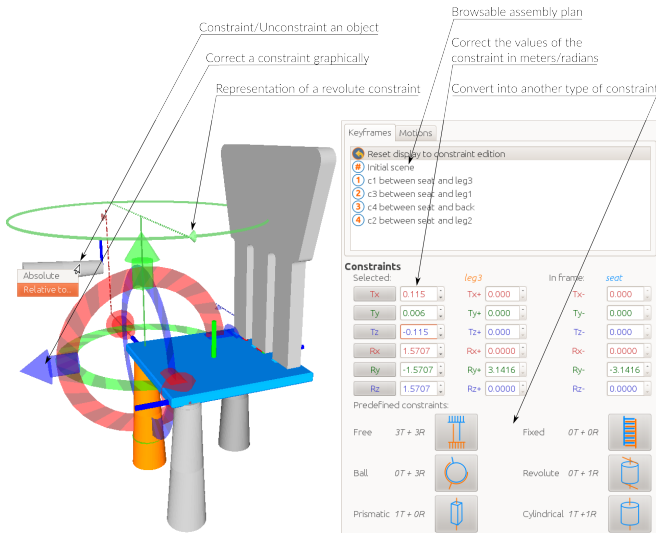 Browsable assembly plan
Constraint/Unconstraint an object
Correct the values of the
constraint in meters/radians
Correct a constraint graphically
Representation of a revolute constraint
Convert into another type of constraint
Keyframes Motions
Reset display to constraint edition
# Initial scene
1 c1 between seat and leg3
2 c3 between seat and leg1
3 c4 between seat and back
4 c2 between seat and leg2
Absolute
Relative to...
Constraints
Selected: leg3 In frame: seat
Tx 0.115 Tx+ 0.000 Tx- 0.000
Ty 0.006 Ty+ 0.000 Ty- 0.000
Tz -0.115 Tz+ 0.000 Tz- 0.000
Rx 1.5707 Rx+ 0.0000 Rx- 0.0000
Ry -1.5707 Ry+ 3.1416 Ry- -3.1416
Rz 1.5707 Rz+ 0.0000 Rz- 0.0000
Predefined constraints:
Free 3T + 3R Fixed 0T + 0R
Ball 0T + 3R Revolute 0T + 1R
Prismatic 1T + 0R Cylindrical 1T +1R